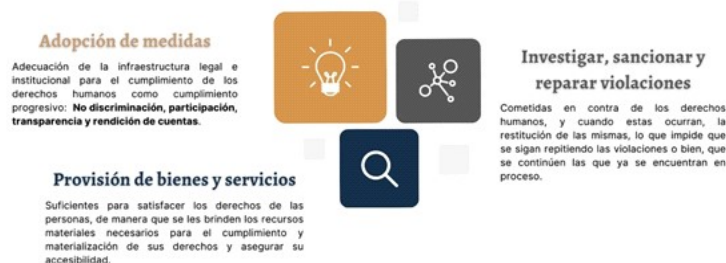 Adopción de medidas
Adecuación de la infraestructura legal e
institucional para el cumplimiento de los
derechos humanos como cumplimiento
progresivo: No discriminación, participación,
transparencia y rendición de cuentas.
Investigar, sancionar y
reparar violaciones
Cometidas en contra de los derechos
humanos, y cuando estas ocurran, la
restitución de las mismas, lo que impide que
se sigan repitiendo las violaciones o bien, que
se continúen las que ya se encuentran en
proceso.
Provisión de bienes y servicios
Suficientes para satisfacer los derechos de las
personas, de manera que se les brinden los recursos
materiales necesarios para el cumplimiento y
materialización de sus derechos y asegurar su
accesibilidad.